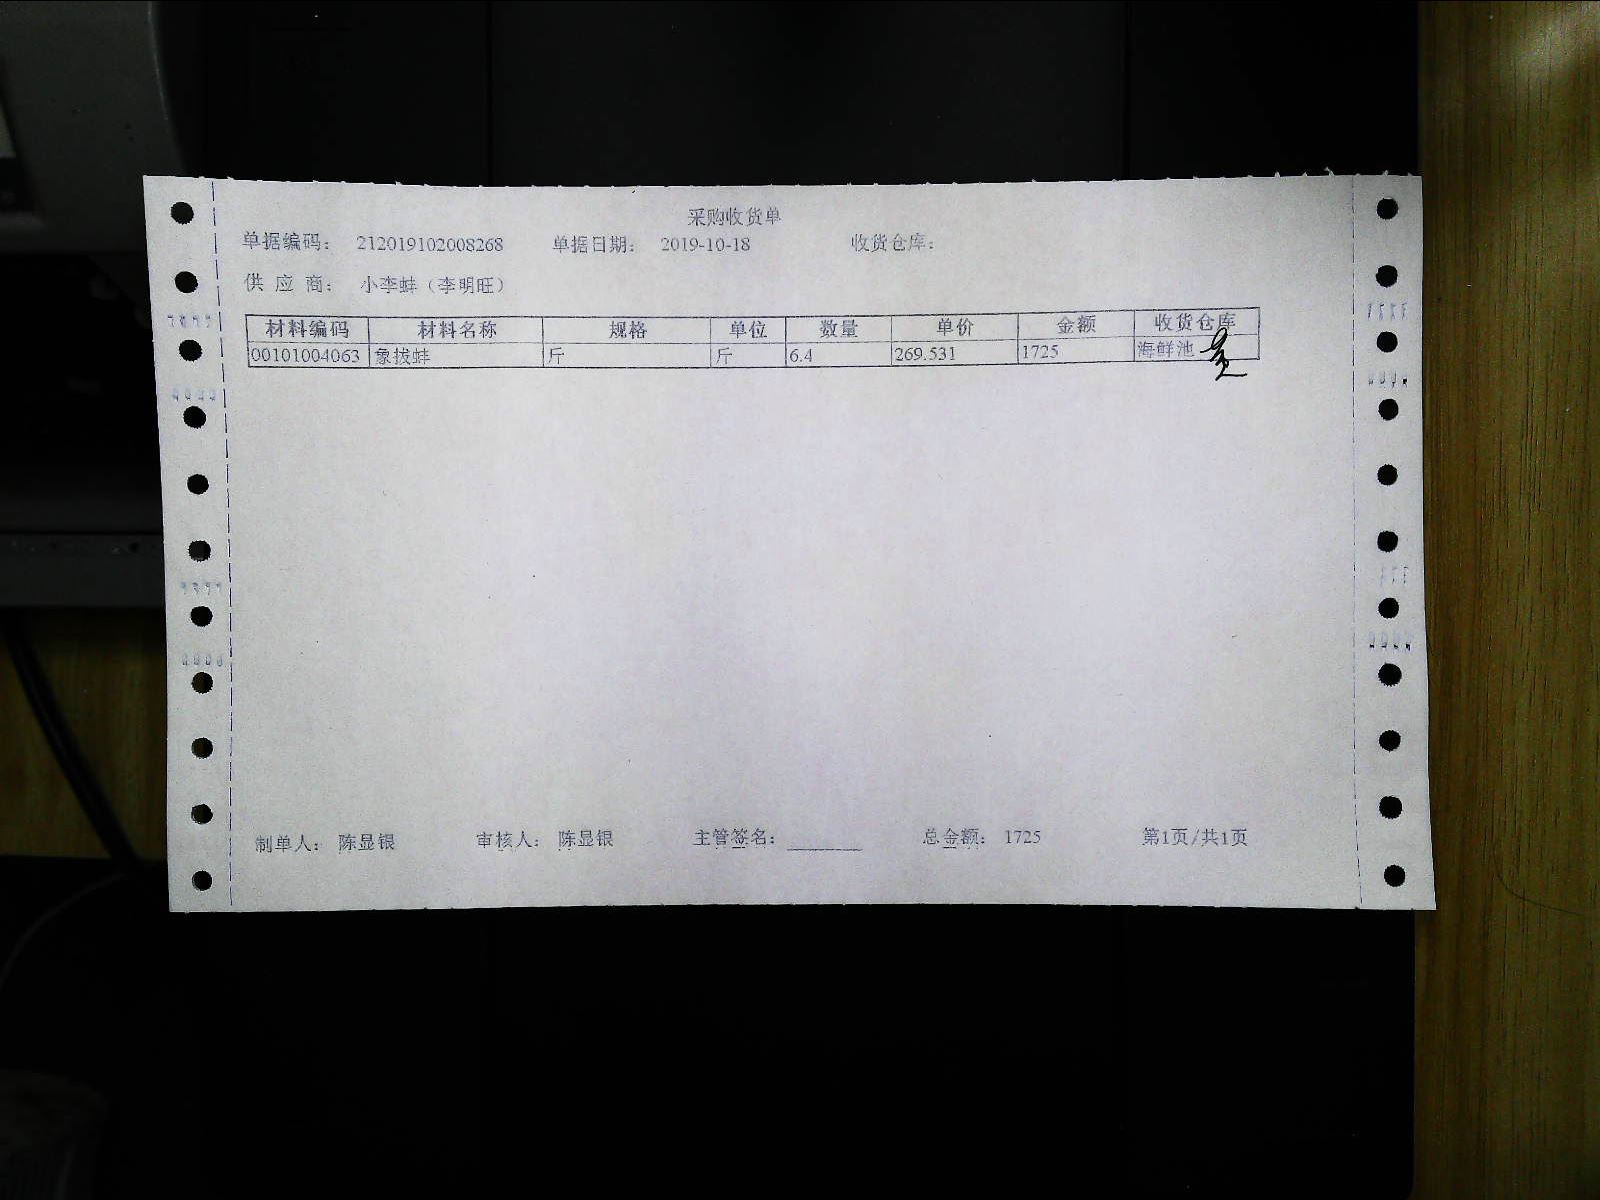 采购收货单
单据编码： 212019102008268 单据日期： 2019-10-18 收货仓库：
供 应 商： 小李蚌（李明旺）
材料编码 材料名称 规格 单位 数量 单价 金额 收货仓库
00101004063 象拔蚌 斤 斤 6.4 269.531 1725 海鲜池
制单人： 陈显银 审核人： 陈显银 主管签名： 总金额： 1725 第1页/共1页